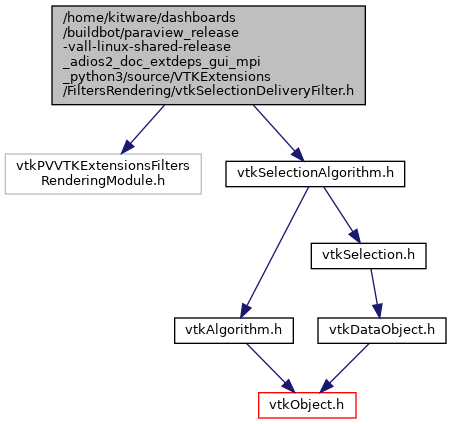 /home/kitware/dashboards
/buildbot/paraview_release
-vall-linux-shared-release
_adios2_doc_extdeps_gui_mpi
_python3/source/VTKExtensions
/FiltersRendering/vtkSelectionDeliveryFilter.h
vtkPVVTKExtensionsFilters
RenderingModule.h
vtkSelectionAlgorithm.h
vtkSelection.h
vtkAlgorithm.h
vtkDataObject.h
vtkObject.h